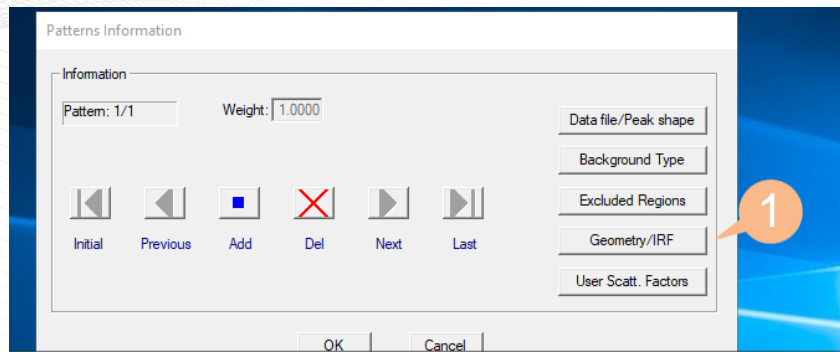 Patterns Information
Information
Pattern: 1/1
Weight: 1.0000
Data file/Peak shape
Background Type
Excluded Regions
Geometry/IRF
User Scatt. Factors
1
Initial Previous Add Del Next Last
OK Cancel